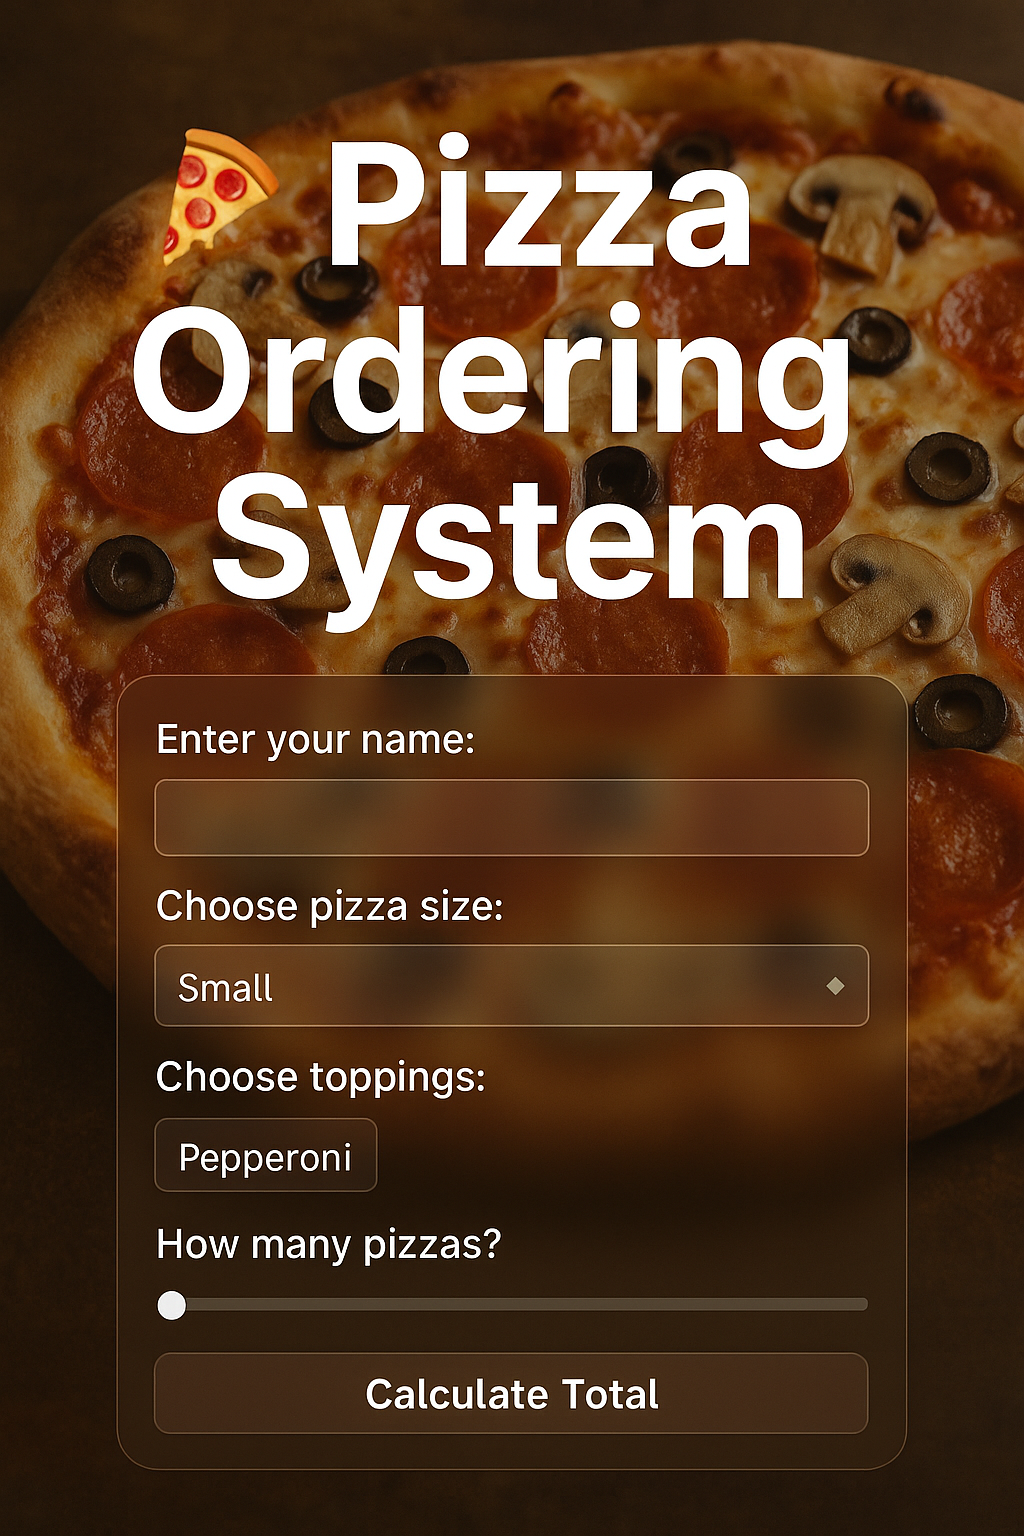 Pizza
Ordering
System
Enter your name:
Choose pizza size:
Small
Choose toppings:
Pepperoni
How many pizzas?
Calculate Total